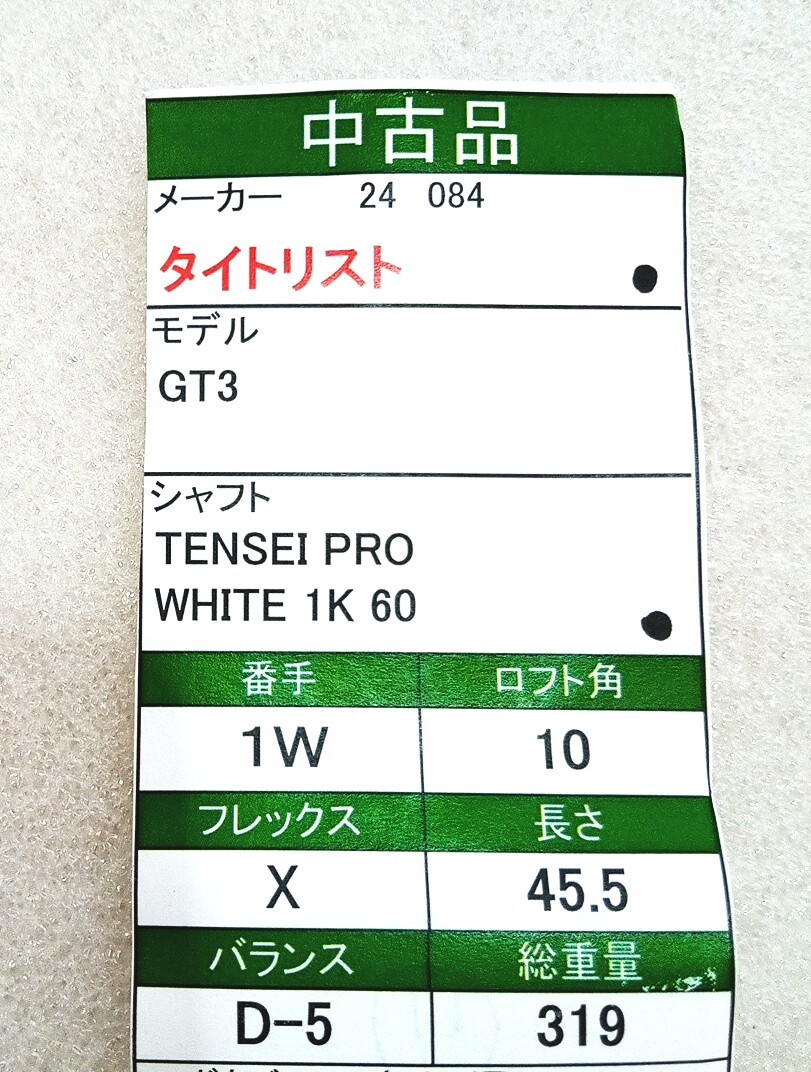 中古品
メーカー 24 084
タイトリスト
モデル
GT3
シャフト
TENSEI PRO
WHITE 1K 60
番手 ロフト角
1W 10
フレックス 長さ
X 45.5
バランス 総重量
D-5 319